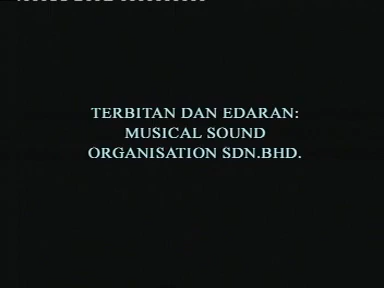 TERBITAN DAN EDARAN:
MUSICAL SOUND
ORGANISATION SDN.BHD.